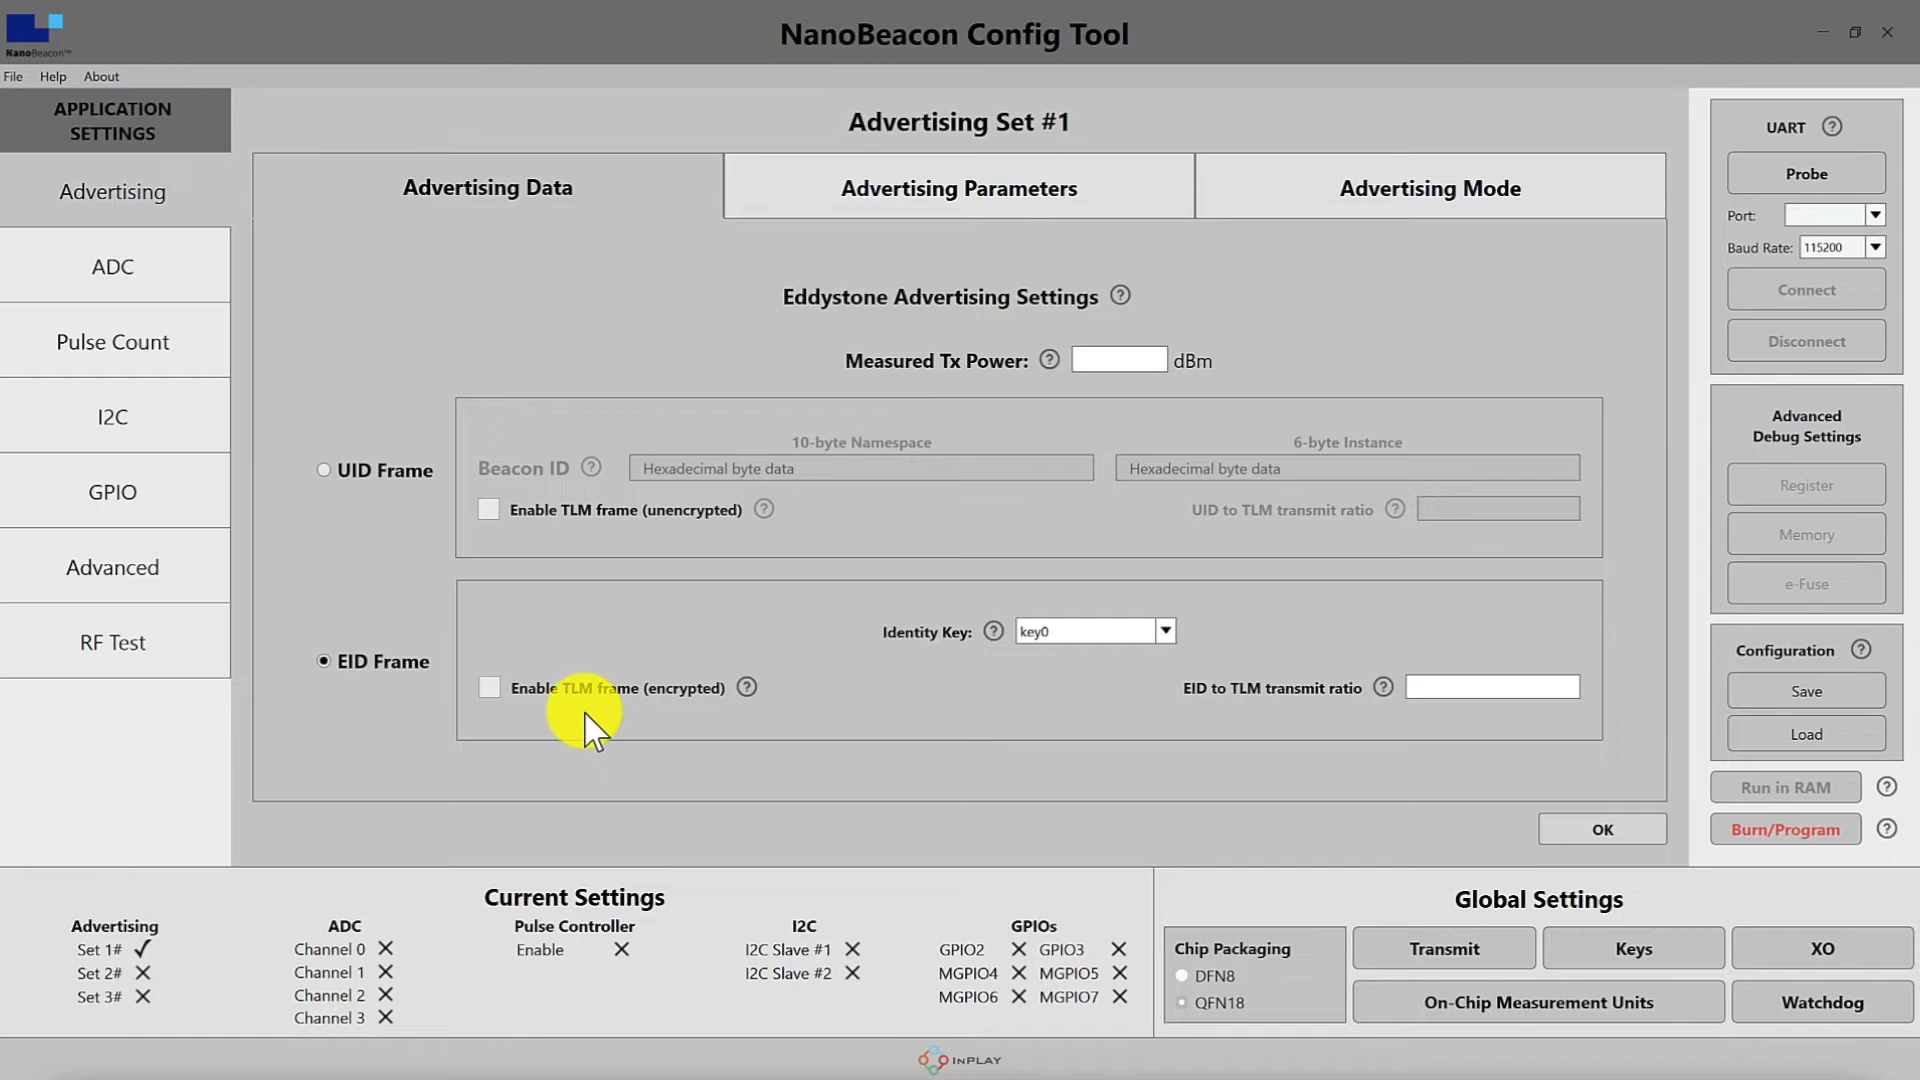 NanoBeacon Config Tool
NanoBeacon™
File Help About
APPLICATION
SETTINGS
Advertising
ADC
Pulse Count
I2C
GPIO
Advanced
RF Test
Advertising Set #1
Advertising Data Advertising Parameters Advertising Mode
Eddystone Advertising Settings ?
Measured Tx Power: ? dBm
10-byte Namespace 6-byte Instance
UID Frame Beacon ID ? Hexadecimal byte data Hexadecimal byte data
Enable TLM frame (unencrypted) ? UID to TLM transmit ratio ?
Identity Key: ? key0
EID Frame
Enable TLM frame (encrypted) ? EID to TLM transmit ratio ?
OK
UART ?
Probe
Port:
Baud Rate: 115200
Connect
Disconnect
Advanced
Debug Settings
Register
Memory
e-Fuse
Configuration ?
Save
Load
Run in RAM ?
Burn/Program ?
Current Settings
Advertising ADC Pulse Controller I2C GPIOs
Set 1# Channel 0 Enable I2C Slave #1 GPIO2 GPIO3
Set 2# Channel 1 I2C Slave #2 MGPIO4 MGPIO5
Set 3# Channel 2 MGPIO6 MGPIO7
Channel 3
Global Settings
Chip Packaging Transmit Keys XO
DFN8
QFN18 On-Chip Measurement Units Watchdog
INPLAY